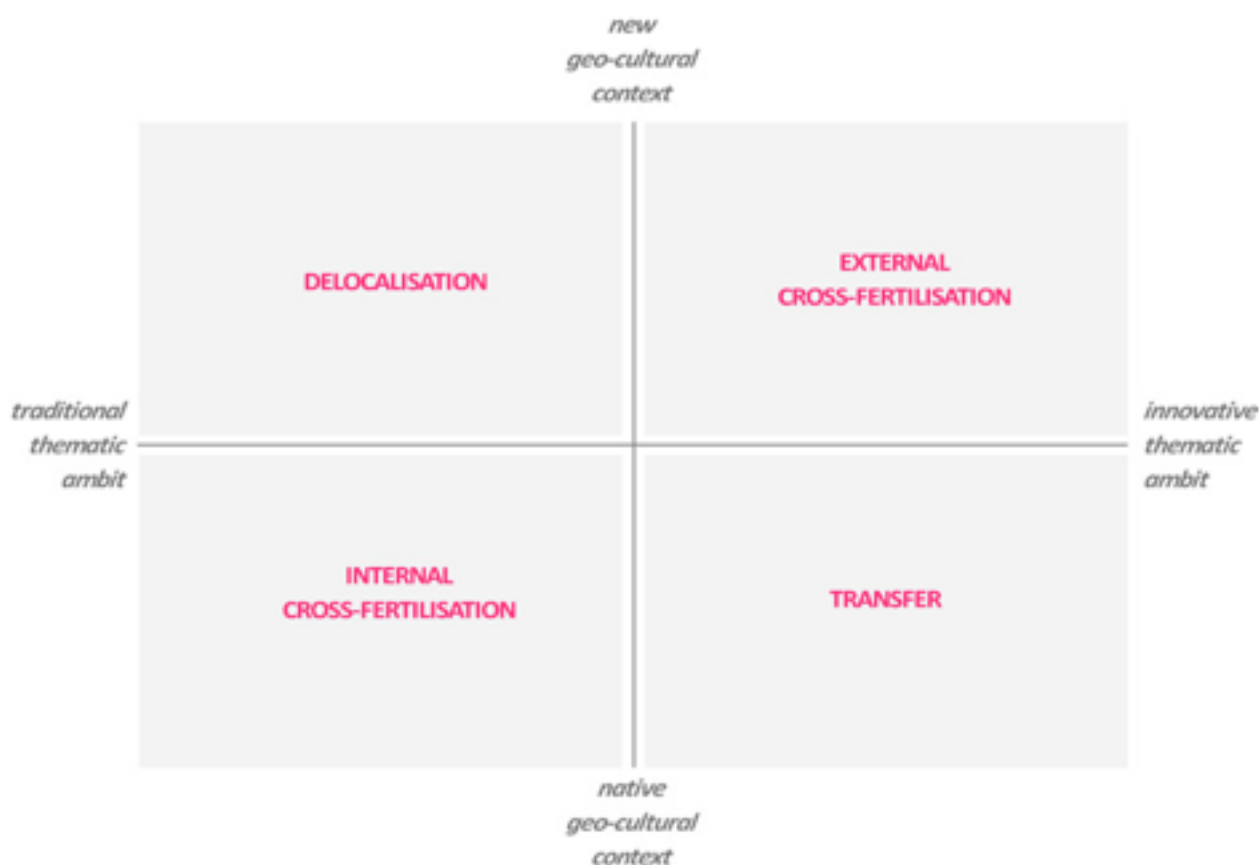 new
geo-cultural
context
DELOCALISATION
EXTERNAL
CROSS-FERTILISATION
traditional
thematic
ambit
innovative
thematic
ambit
INTERNAL
CROSS-FERTILISATION
TRANSFER
native
geo-cultural
context